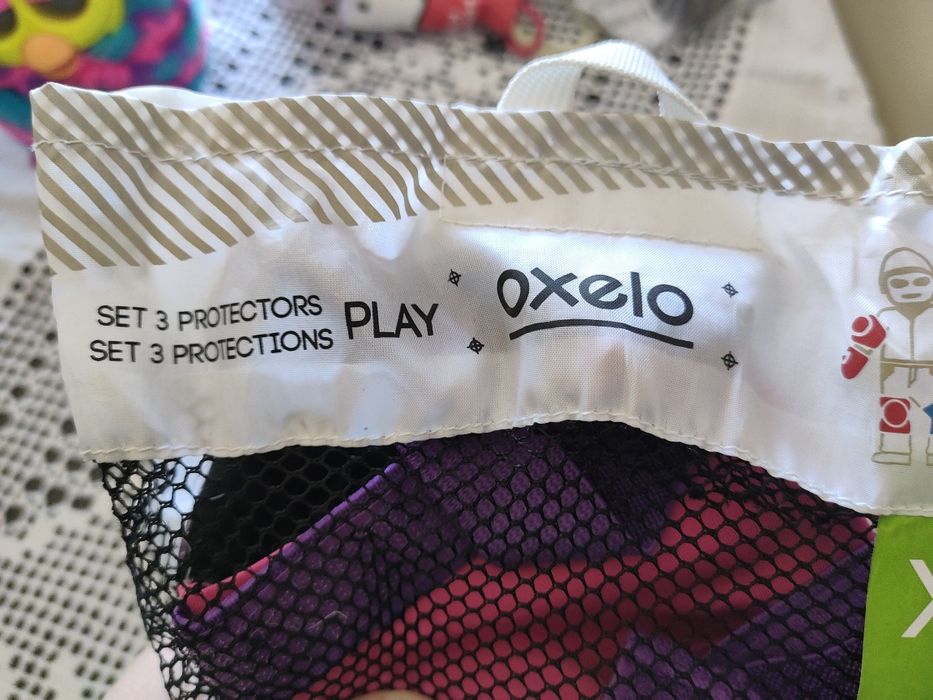 SET 3 PROTECTORS
SET 3 PROTECTIONS
PLAY
oxelo
X